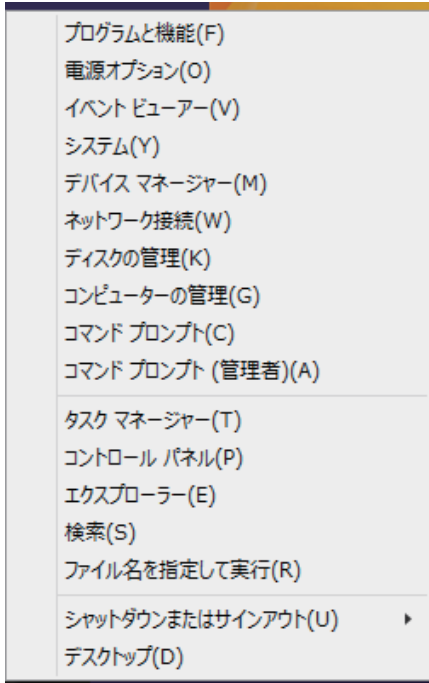 プログラムと機能(F)
電源オプション(O)
イベント ビューアー(V)
システム(Y)
デバイス マネージャー(M)
ネットワーク接続(W)
ディスクの管理(K)
コンピューターの管理(G)
コマンド プロンプト(C)
コマンド プロンプト (管理者)(A)
タスク マネージャー(T)
コントロール パネル(P)
エクスプローラー(E)
検索(S)
ファイル名を指定して実行(R)
シャットダウンまたはサインアウト(U)
デスクトップ(D)